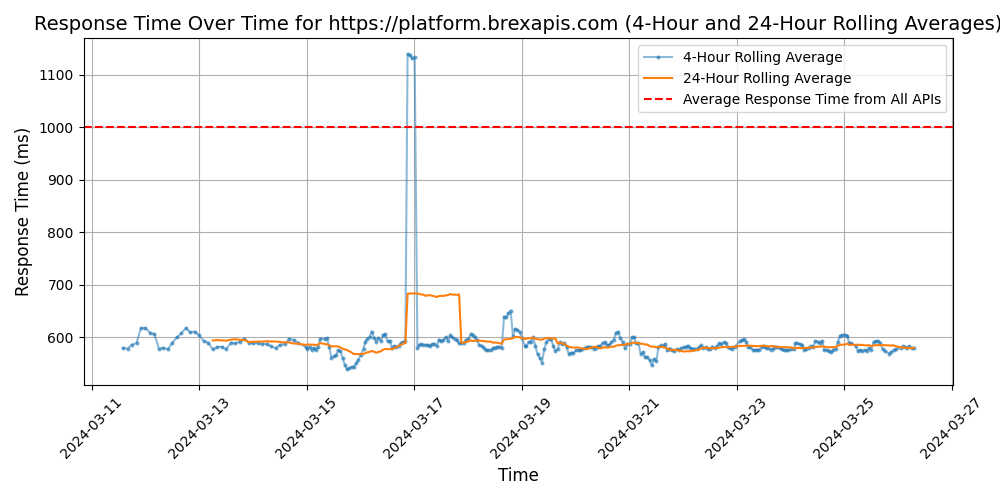 Response Time Over Time for https://platform.brexapis.com (4-Hour and 24-Hour Rolling Averages)
4-Hour Rolling Average
24-Hour Rolling Average
Average Response Time from All APIs
Response Time (ms)
1100
1000
900
800
700
600
2024-03-11
2024-03-13
2024-03-15
2024-03-17
2024-03-19
2024-03-21
2024-03-23
2024-03-25
2024-03-27
Time